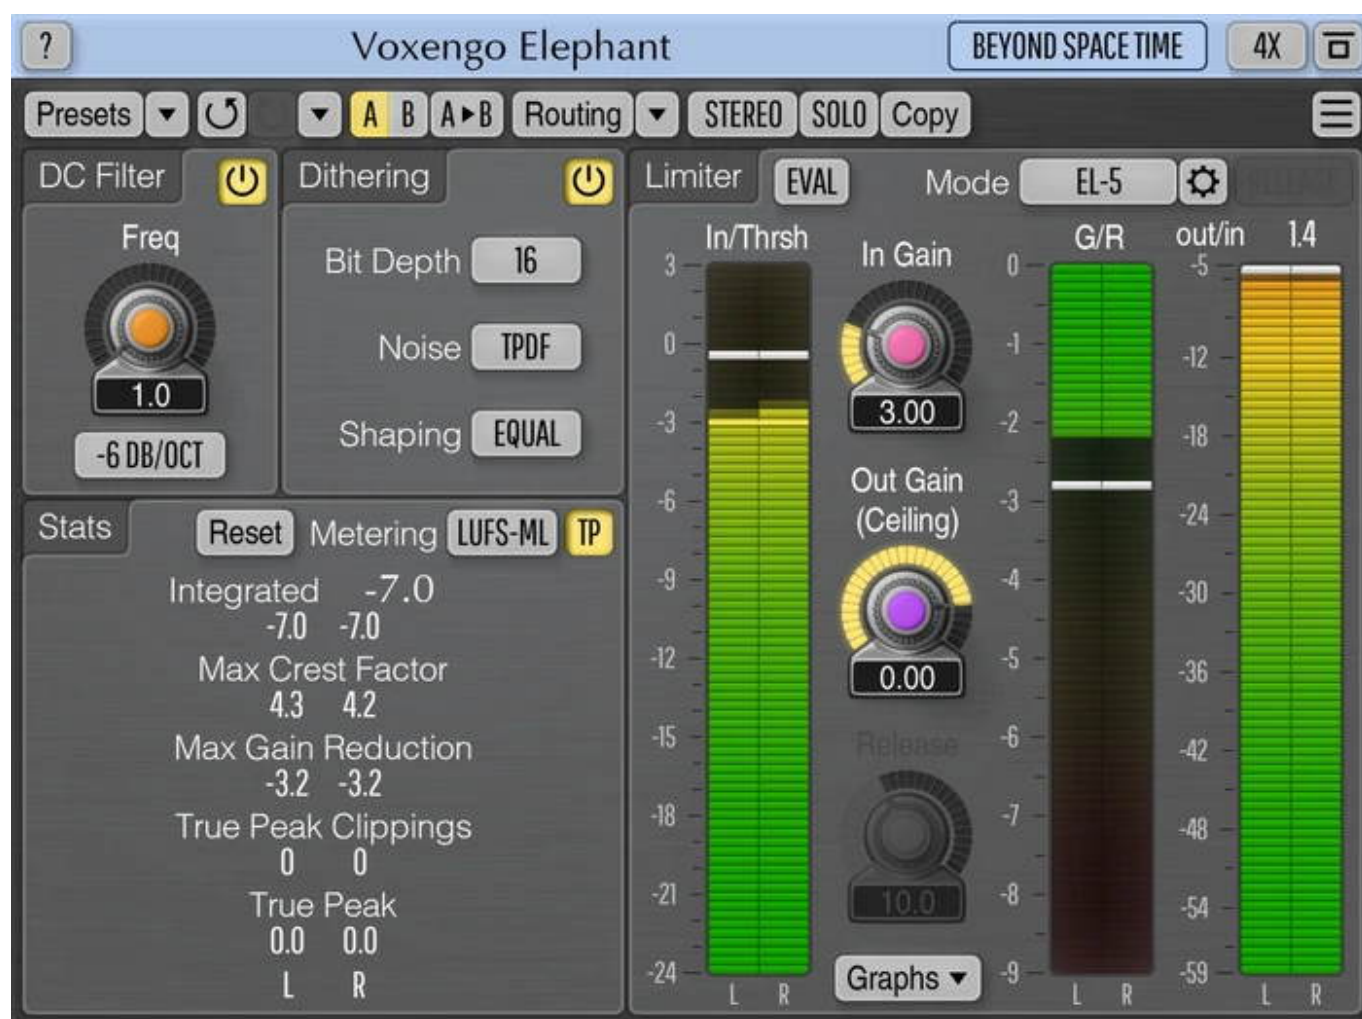 ?
Voxengo Elephant
BEYOND SPACE TIME
4X
Presets
A B A▸B
Routing
STEREO SOLO Copy
DC Filter
Freq
1.0
-6 DB/OCT
Dithering
Bit Depth 16
Noise TPDF
Shaping EQUAL
Stats
Reset Metering LUFS-ML TP
Integrated -7.0
-7.0 -7.0
Max Crest Factor
4.3 4.2
Max Gain Reduction
-3.2 -3.2
True Peak Clippings
0 0
True Peak
0.0 0.0
L R
Limiter EVAL Mode EL-5 RELEASE
In/Thrsh
3
0
-3
-6
-9
-12
-15
-18
-21
-24
L R
In Gain
3.00
Out Gain
(Ceiling)
0.00
Release
10.0
Graphs
G/R
0
-1
-2
-3
-4
-5
-6
-7
-8
-9
L R
out/in 1.4
-5
-12
-18
-24
-30
-36
-42
-48
-54
-59
L R